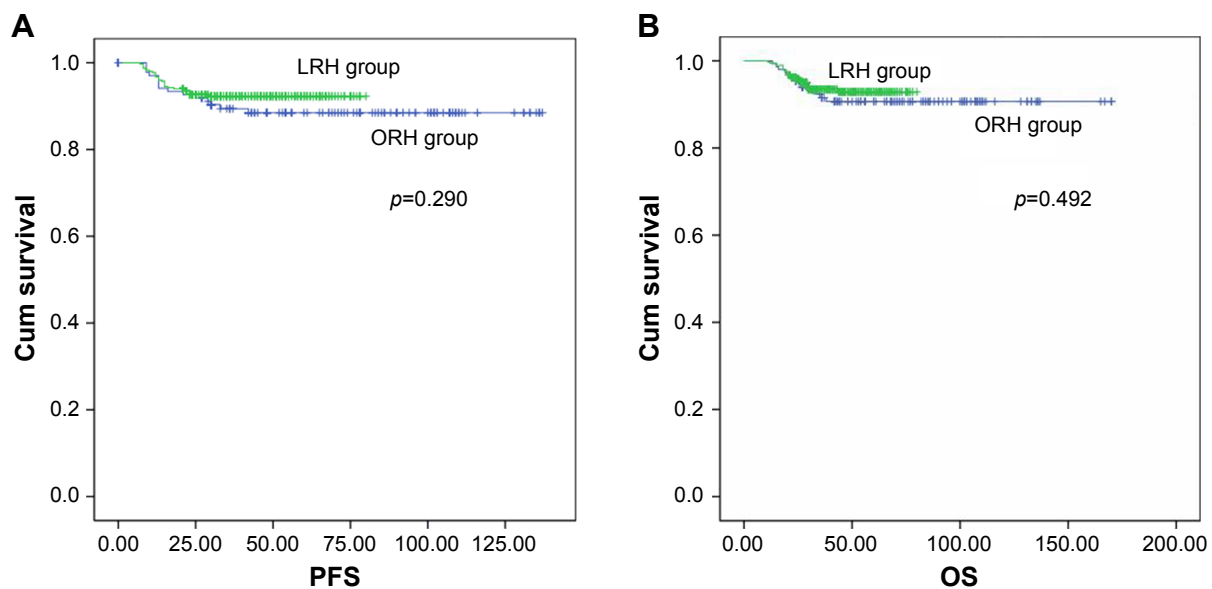 A
1.0
0.8
0.6
0.4
0.2
0.0
Cum survival
LRH group
ORH group
p=0.290
0.00 25.00 50.00 75.00 100.00 125.00
PFS
B
1.0
0.8
0.6
0.4
0.2
0.0
Cum survival
LRH group
ORH group
p=0.492
0.00 50.00 100.00 150.00 200.00
OS